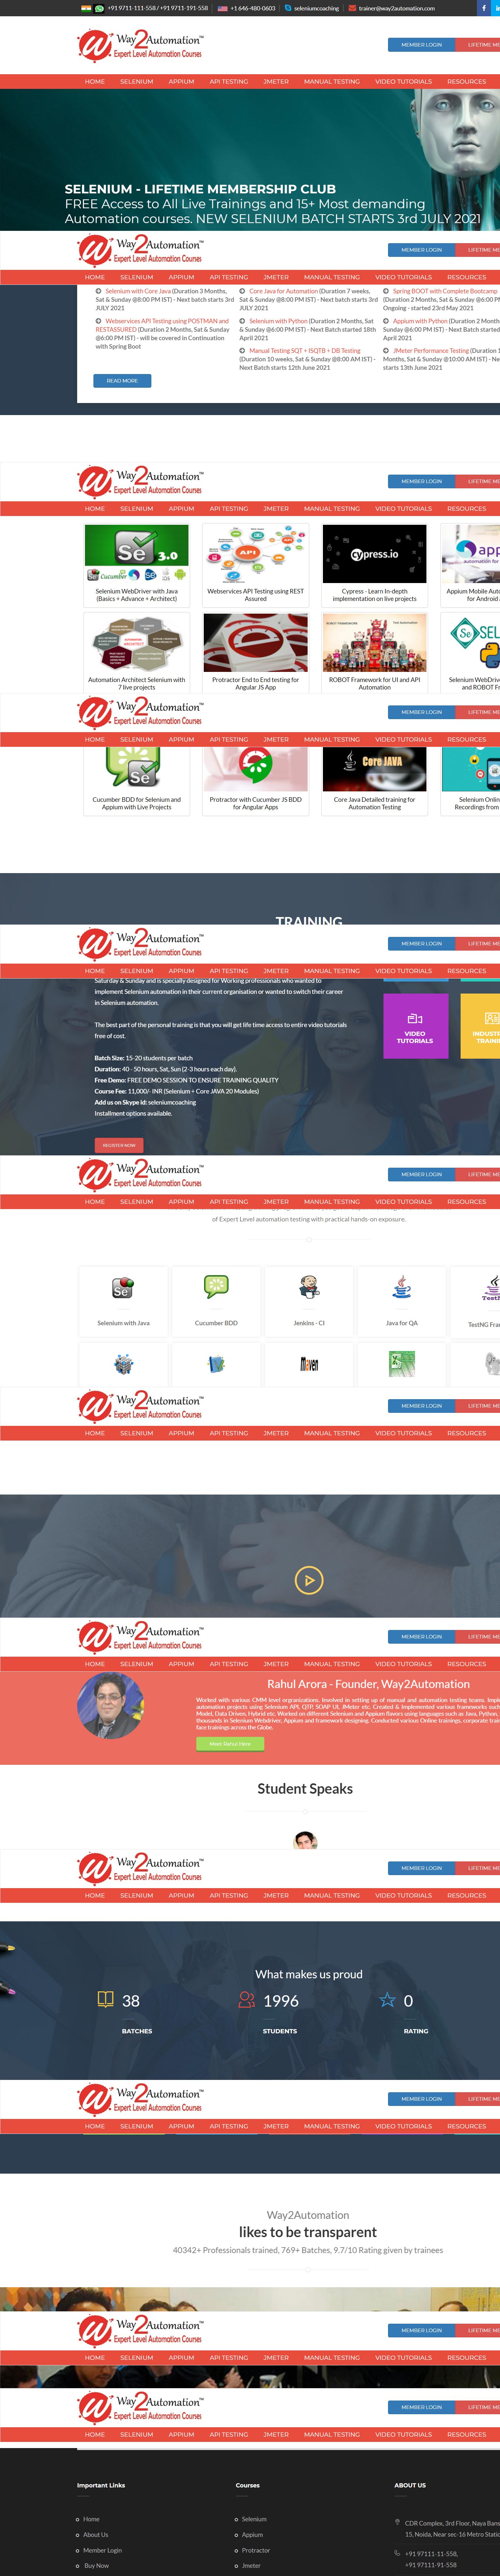 +91 9711-111-558 / +91 9711-191-558 +1 646-480-0603 seleniumcoaching trainer@way2automation.com
Way2Automation™
Expert Level Automation Courses
MEMBER LOGIN
HOME SELENIUM APPIUM API TESTING JMETER MANUAL TESTING VIDEO TUTORIALS RESOURCES
SELENIUM - LIFETIME MEMBERSHIP CLUB
FREE Access to All Live Trainings and 15+ Most demanding
Automation courses. NEW SELENIUM BATCH STARTS 3rd JULY 2021
Way2Automation™
Expert Level Automation Courses
MEMBER LOGIN
HOME SELENIUM APPIUM API TESTING JMETER MANUAL TESTING VIDEO TUTORIALS RESOURCES
Selenium with Core Java (Duration 3 Months,
Sat & Sunday @8:00 PM IST) - Next batch starts 3rd
JULY 2021
Webservices API Testing using POSTMAN and
RESTASSURED (Duration 2 Months, Sat & Sunday
@6:00 PM IST) - will be covered in Continuation
with Spring Boot
Core Java for Automation (Duration 7 weeks,
Sat & Sunday @8:00 PM IST) - Next batch starts 3rd
JULY 2021
Selenium with Python (Duration 2 Months, Sat
& Sunday @6:00 PM IST) - Next Batch started 18th
April 2021
Manual Testing SQT + ISQTB + DB Testing
(Duration 10 weeks, Sat & Sunday @8:00 AM IST) -
Next Batch starts 12th June 2021
Spring BOOT with Complete Bootcamp
(Duration 2 Months, Sat & Sunday @6:00
Ongoing - started 23rd May 2021
Appium with Python (Duration 2
Sunday @6:00 PM IST) - Next Batch started
April 2021
JMeter Performance Testing (Duration
Months, Sat & Sunday @10:00 AM IST) -
starts 13th June 2021
READ MORE
Way2Automation™
Expert Level Automation Courses
MEMBER LOGIN
HOME SELENIUM APPIUM API TESTING JMETER MANUAL TESTING VIDEO TUTORIALS RESOURCES
Se 3.0
Cucumber
API
cypress.io
Selenium WebDriver with Java
(Basics + Advance + Architect)
Webservices API Testing using REST
Assured
Cypress - Learn In-depth
implementation on live projects
Appium Mobile
for Android
ROBOT FRAMEWORK Test Automation
Automation Architect Selenium with
7 live projects
Protractor End to End testing for
Angular JS App
ROBOT Framework for UI and API
Automation
Selenium
and ROBOT
Way2Automation™
Expert Level Automation Courses
MEMBER LOGIN
HOME SELENIUM APPIUM API TESTING JMETER MANUAL TESTING VIDEO TUTORIALS RESOURCES
Se
Core JAVA
Cucumber BDD for Selenium and
Appium with Live Projects
Protractor with Cucumber JS BDD
for Angular Apps
Core Java Detailed training for
Automation Testing
Selenium
Recordings from
TRAINING
Way2Automation™
Expert Level Automation Courses
MEMBER LOGIN
HOME SELENIUM APPIUM API TESTING JMETER MANUAL TESTING VIDEO TUTORIALS RESOURCES
Saturday & Sunday and is specially designed for Working professionals who wanted to
implement Selenium automation in their current organisation or wanted to switch their career
in Selenium automation.
The best part of the personal training is that you will get life time access to entire video tutorials
free of cost.
Batch Size: 15-20 students per batch
Duration: 40 - 50 hours, Sat, Sun (2-3 hours each day).
Free Demo: FREE DEMO SESSION TO ENSURE TRAINING QUALITY
Course Fee: 11,000/- INR (Selenium + Core JAVA 20 Modules)
Add us on Skype id: seleniumcoaching
Installment options available.
REGISTER NOW
VIDEO
TUTORIALS
Way2Automation™
Expert Level Automation Courses
MEMBER LOGIN
HOME SELENIUM APPIUM API TESTING JMETER MANUAL TESTING VIDEO TUTORIALS RESOURCES
of Expert Level automation testing with practical hands-on exposure.
Selenium with Java Cucumber BDD Jenkins - CI Java for QA TestNG
Maven
Way2Automation™
Expert Level Automation Courses
MEMBER LOGIN
HOME SELENIUM APPIUM API TESTING JMETER MANUAL TESTING VIDEO TUTORIALS RESOURCES
Way2Automation™
Expert Level Automation Courses
MEMBER LOGIN
HOME SELENIUM APPIUM API TESTING JMETER MANUAL TESTING VIDEO TUTORIALS RESOURCES
Rahul Arora - Founder, Way2Automation
Worked with various CMM level organizations. Involved in setting up of manual and automation testing teams.
automation projects using Selenium API, QTP, SOAP UI, JMeter etc. Created & Implemented various frameworks
Model, Data Driven, Hybrid etc. Worked on different Selenium and Appium flavors using languages such as Java, Python,
thousands in Selenium Webdriver, Appium and framework designing. Conducted various Online trainings, corporate
face trainings across the Globe.
Meet Rahul Here
Student Speaks
Way2Automation™
Expert Level Automation Courses
MEMBER LOGIN
HOME SELENIUM APPIUM API TESTING JMETER MANUAL TESTING VIDEO TUTORIALS RESOURCES
What makes us proud
38 1996 0
BATCHES STUDENTS RATING
Way2Automation™
Expert Level Automation Courses
MEMBER LOGIN
HOME SELENIUM APPIUM API TESTING JMETER MANUAL TESTING VIDEO TUTORIALS RESOURCES
Way2Automation
likes to be transparent
40342+ Professionals trained, 769+ Batches, 9.7/10 Rating given by trainees
Way2Automation™
Expert Level Automation Courses
MEMBER LOGIN
HOME SELENIUM APPIUM API TESTING JMETER MANUAL TESTING VIDEO TUTORIALS RESOURCES
Way2Automation™
Expert Level Automation Courses
MEMBER LOGIN
HOME SELENIUM APPIUM API TESTING JMETER MANUAL TESTING VIDEO TUTORIALS RESOURCES
Important Links
Home
About Us
Member Login
Buy Now
Courses
Selenium
Appium
Protractor
Jmeter
ABOUT US
CDR Complex, 3rd Floor, Naya
15, Noida, Near sec-16 Metro
+91 97111-11-558,
+91 97111-91-558